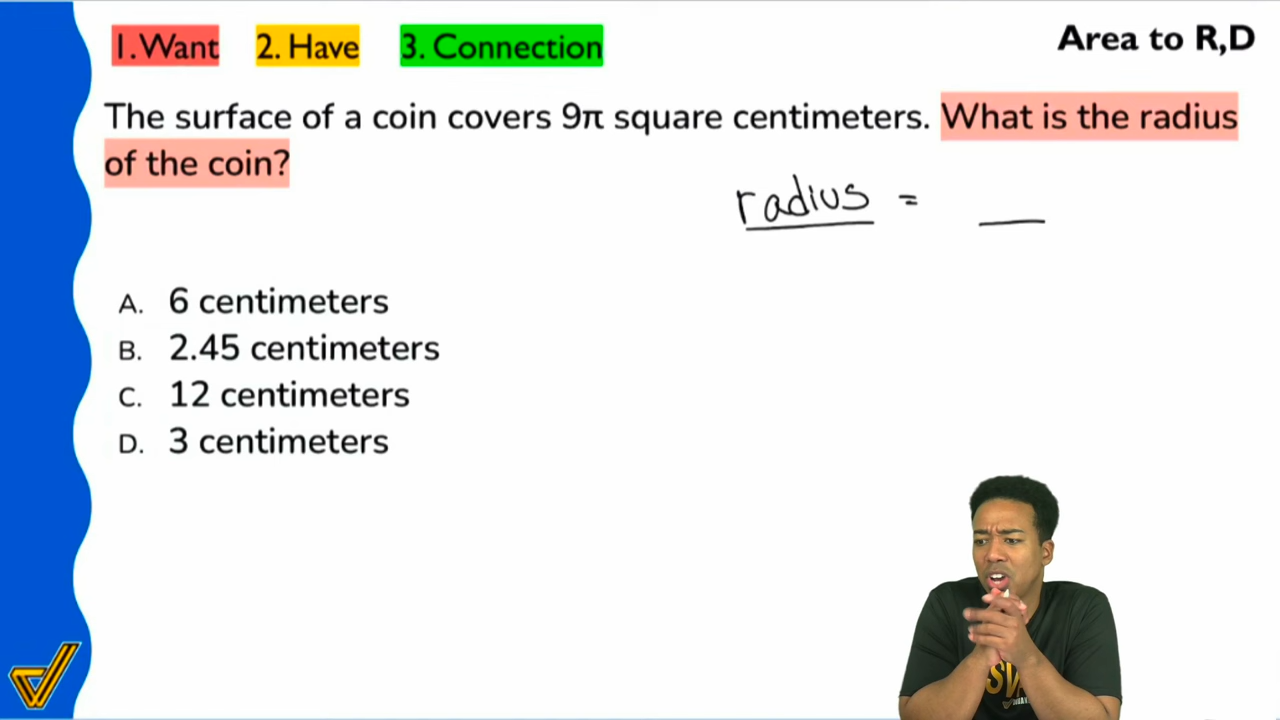 1. Want 2. Have 3. Connection
Area to R,D
The surface of a coin covers 9π square centimeters. What is the radius
of the coin?
radius = __
A. 6 centimeters
B. 2.45 centimeters
C. 12 centimeters
D. 3 centimeters